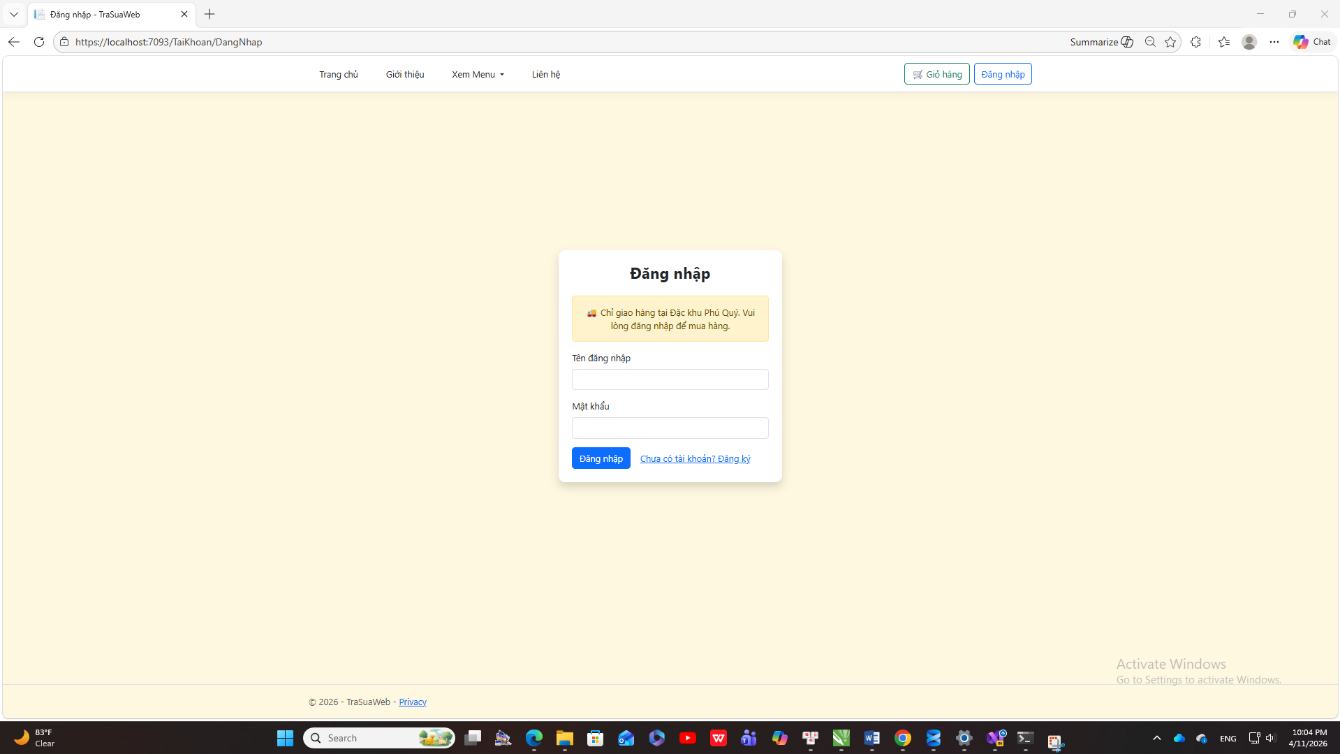 Đăng nhập - TraSuaWeb
https://localhost:7093/TaiKhoan/DangNhap
Summarize
Chat
Trang chủ
Giới thiệu
Xem Menu
Liên hệ
🛒 Giỏ hàng
Đăng nhập
Đăng nhập
🚚 Chỉ giao hàng tại Đặc khu Phú Quý. Vui
lòng đăng nhập để mua hàng.
Tên đăng nhập
Mật khẩu
Đăng nhập
Chưa có tài khoản? Đăng ký
Activate Windows
Go to Settings to activate Windows.
© 2026 - TraSuaWeb - Privacy
83°F
Clear
Search
ENG
10:04 PM
4/11/2026